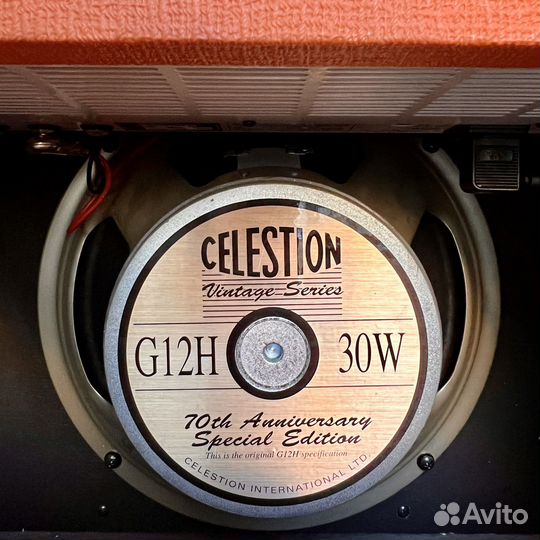 CELESTION
Vintage Series
G12H 30W
70th Anniversary
Special Edition
This is the original G12H specification
CELESTION INTERNATIONAL LTD.
Avito